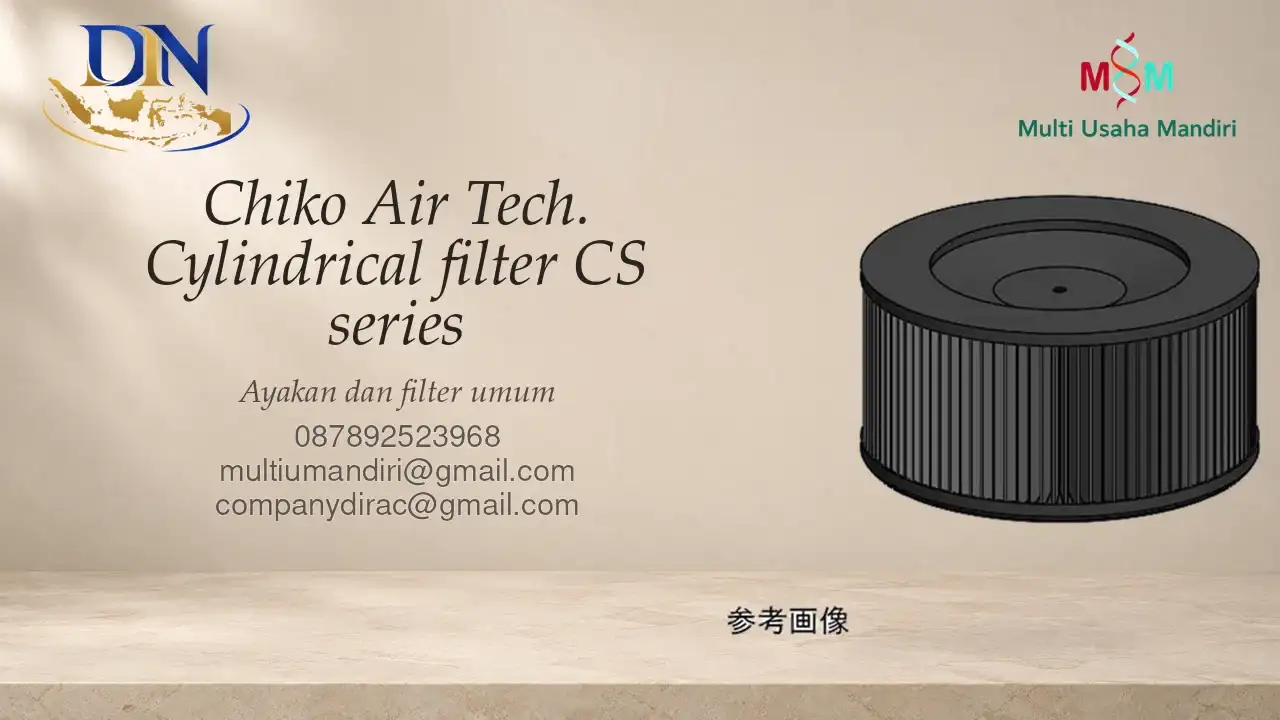 DN
M M
Multi Usaha Mandiri
Chiko Air Tech.
Cylindrical filter CS
series
Ayakan dan filter umum
087892523968
multiumandiri@gmail.com
companydirac@gmail.com
参考画像